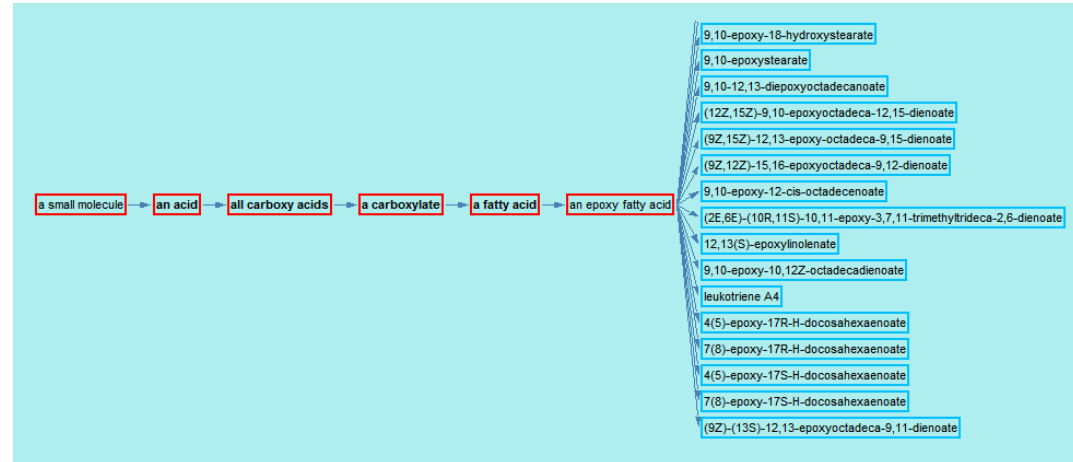 9,10-epoxy-18-hydroxystearate
9,10-epoxystearate
9,10-12,13-diepoxyoctadecanoate
(12Z,15Z)-9,10-epoxyoctadeca-12,15-dienoate
(9Z,15Z)-12,13-epoxy-octadeca-9,15-dienoate
(9Z,12Z)-15,16-epoxyoctadeca-9,12-dienoate
9,10-epoxy-12-cis-octadecenoate
a small molecule an acid all carboxy acids a carboxylate a fatty acid an epoxy fatty acid
(2E,6E)-(10R,11S)-10,11-epoxy-3,7,11-trimethyltrideca-2,6-dienoate
12,13(S)-epoxylinolenate
9,10-epoxy-10,12Z-octadecadienoate
leukotriene A4
4(5)-epoxy-17R-H-docosahexaenoate
7(8)-epoxy-17R-H-docosahexaenoate
4(5)-epoxy-17S-H-docosahexaenoate
7(8)-epoxy-17S-H-docosahexaenoate
(9Z)-(13S)-12,13-epoxyoctadeca-9,11-dienoate